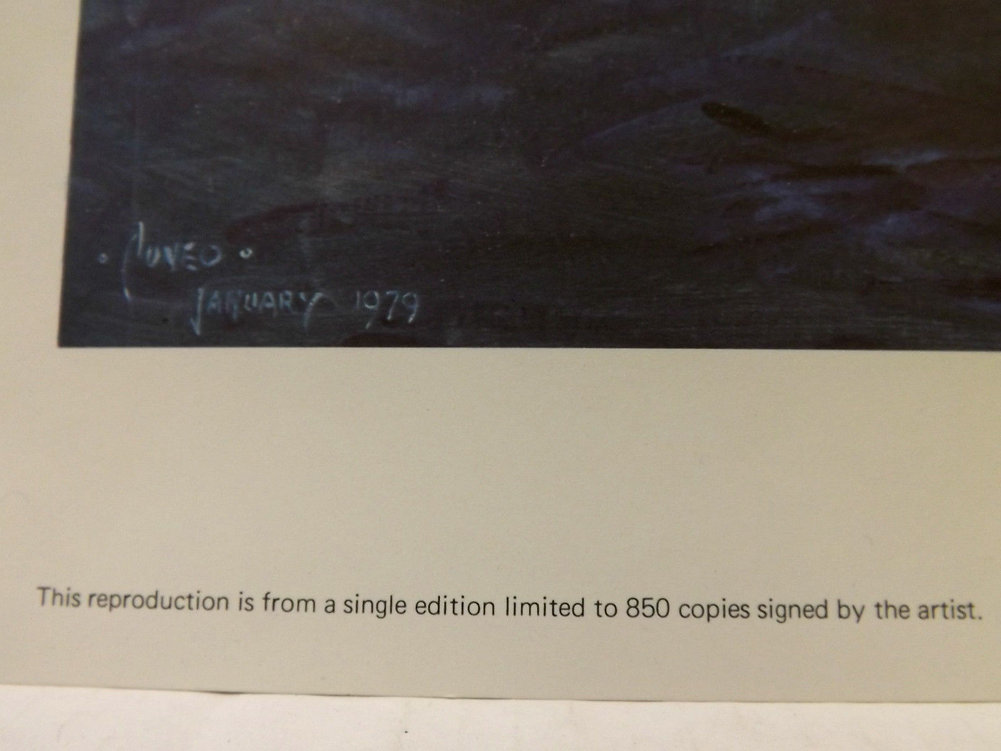 . CUNEO .
JANUARY 1979
This reproduction is from a single edition limited to 850 copies signed by the artist.